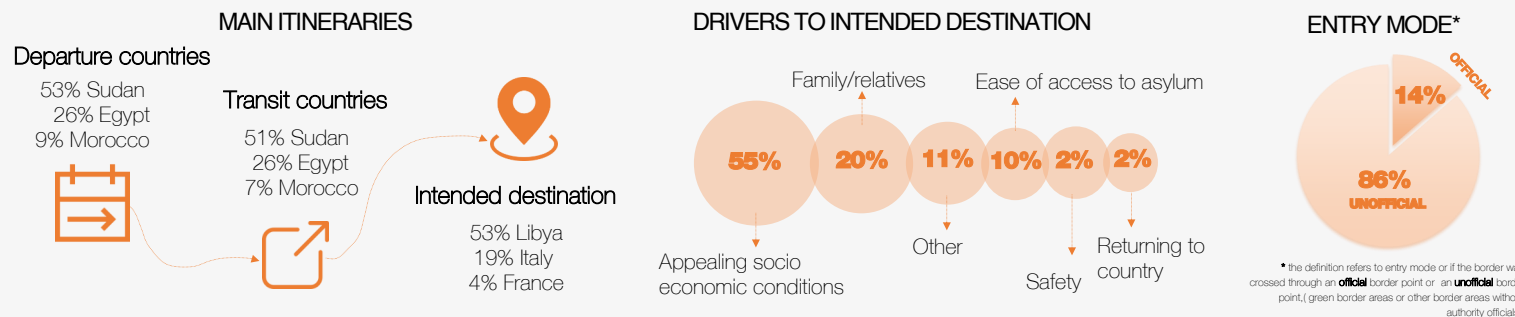 MAIN ITINERARIES
Departure countries
53% Sudan
26% Egypt
9% Morocco
Transit countries
51% Sudan
26% Egypt
7% Morocco
Intended destination
53% Libya
19% Italy
4% France
DRIVERS TO INTENDED DESTINATION
Family/relatives
Ease of access to asylum
55%
20%
11%
10%
2%
2%
Appealing socio
economic conditions
Other
Safety
Returning to
country
ENTRY MODE*
OFFICIAL
14%
86%
UNOFFICIAL
* the definition refers to entry mode or if the border
crossed through an official border point or an unofficial
point,( green border areas or other border areas
authority officials